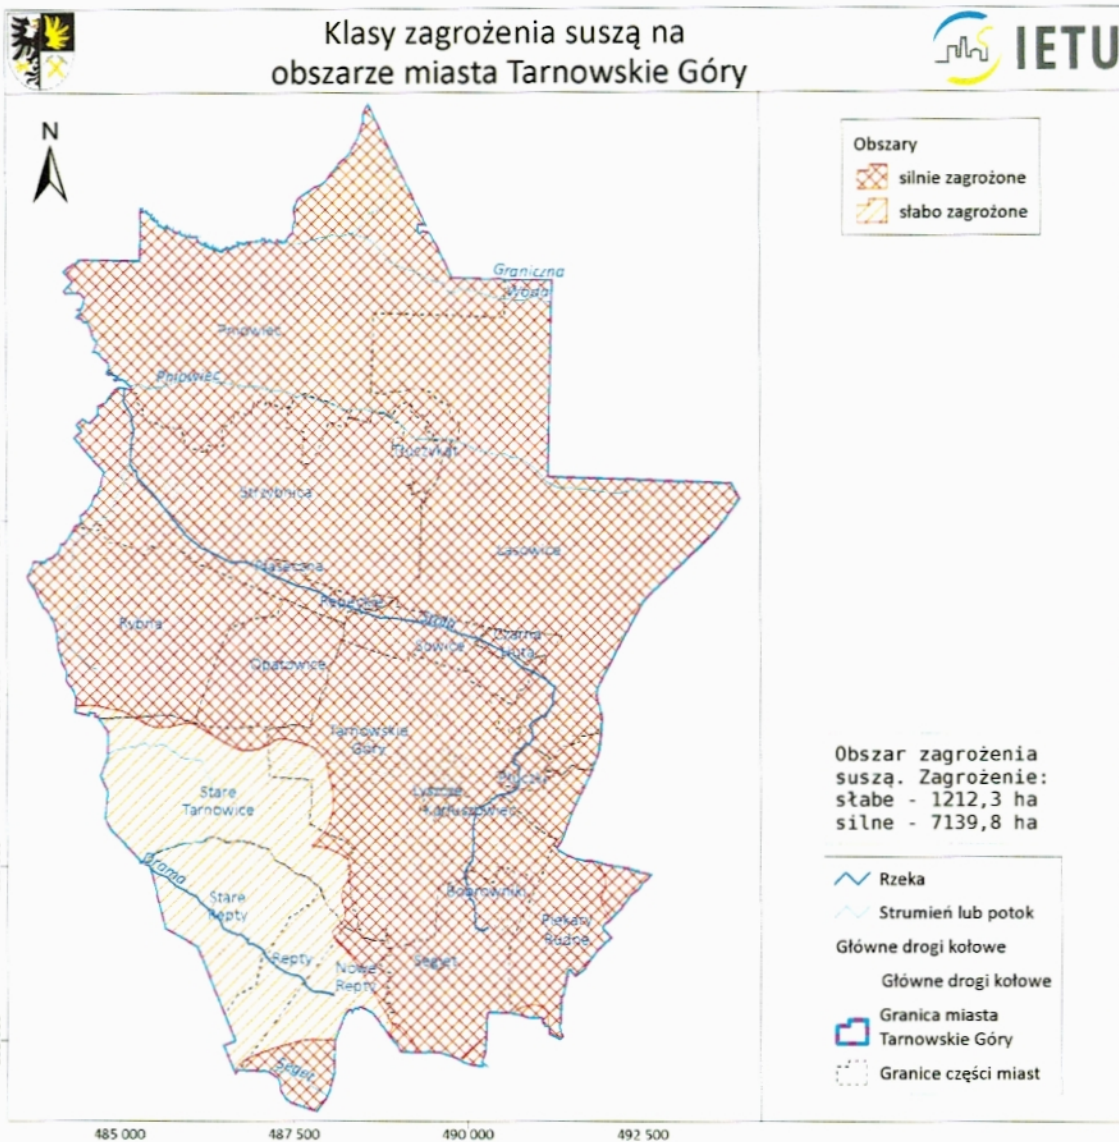 Klasy zagrożenia suszą na
obszarze miasta Tarnowskie Góry
IETU
N
Obszary
silnie zagrożone
słabo zagrożone
Graniczna
Woda
Pniowiec
Pniowiec
Strzybnica
Lasowice
Repecko
Stoła
Rybna
Sowice
Czarna
Huta
Opatowice
Tarnowskie
Góry
Stare
Tarnowice
Drama
Stare
Repty
Bobrowniki
Piekary
Rudne
Repty
Nowe
Repty
Segiet
Segiet
Obszar zagrożenia
suszą. Zagrożenie:
słabe - 1212,3 ha
silne - 7139,8 ha
Rzeka
Strumień lub potok
Główne drogi kołowe
Główne drogi kołowe
Granica miasta
Tarnowskie Góry
Granice części miast
485 000
487 500
490 000
492 500